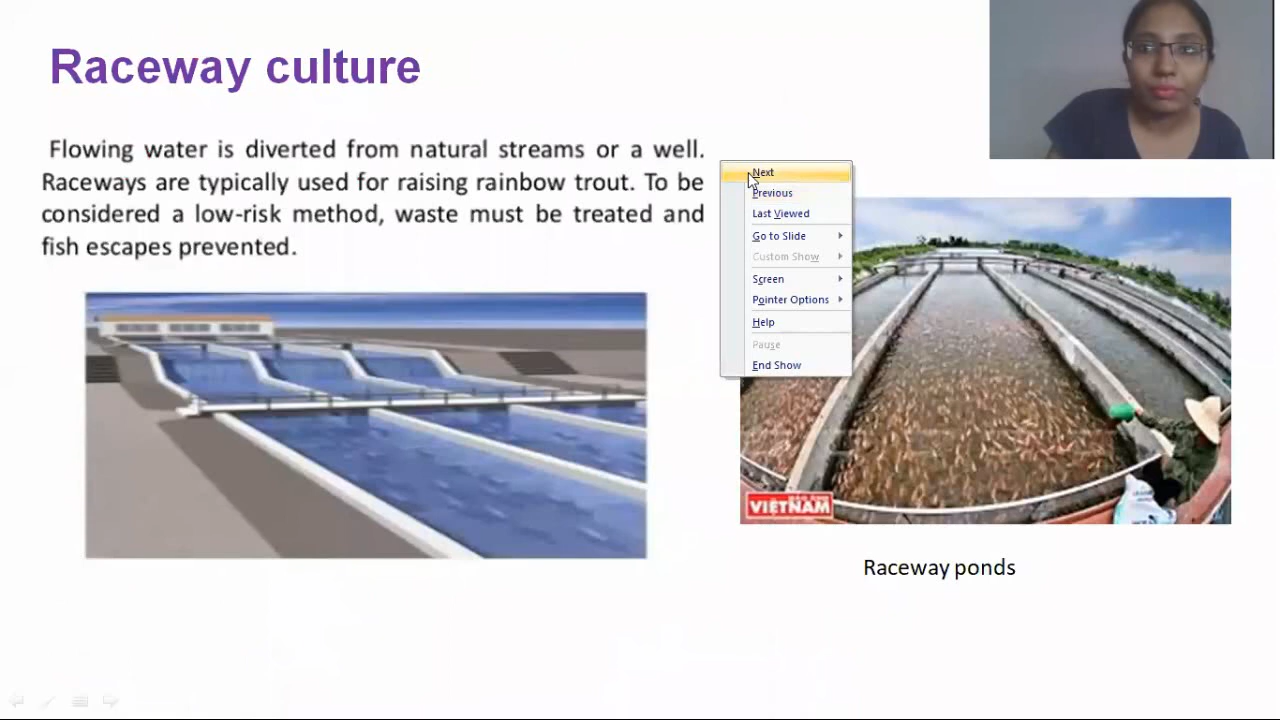 Raceway culture
Flowing water is diverted from natural streams or a well.
Raceways are typically used for raising rainbow trout. To be
considered a low-risk method, waste must be treated and
fish escapes prevented.
Next
Previous
Last Viewed
Go to Slide
Custom Show
Screen
Pointer Options
Help
Pause
End Show
VIỆTNAM
Raceway ponds